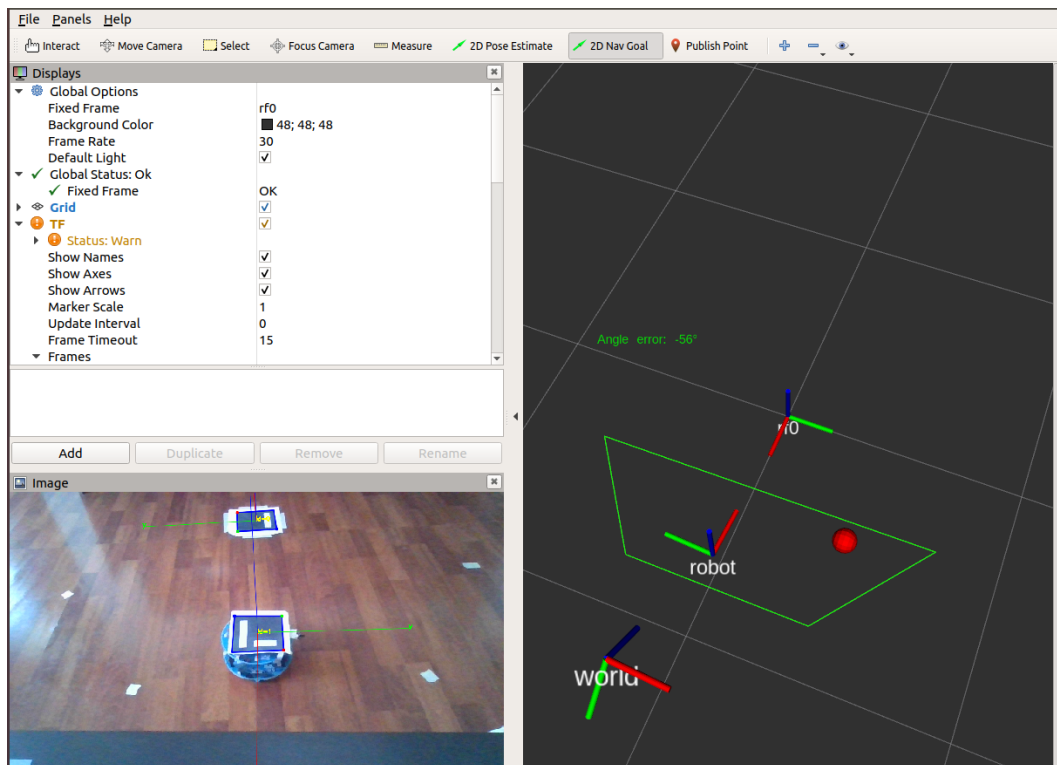 File Panels Help
Interact Move Camera Select Focus Camera Measure 2D Pose Estimate 2D Nav Goal Publish Point
Displays
Global Options
Fixed Frame rf0
Background Color 48; 48; 48
Frame Rate 30
Default Light
Global Status: Ok
Fixed Frame OK
Grid
TF
Status: Warn
Show Names
Show Axes
Show Arrows
Marker Scale 1
Update Interval 0
Frame Timeout 15
Frames
Add Duplicate Remove Rename
Image
Angle error: -56°
rf0
robot
world